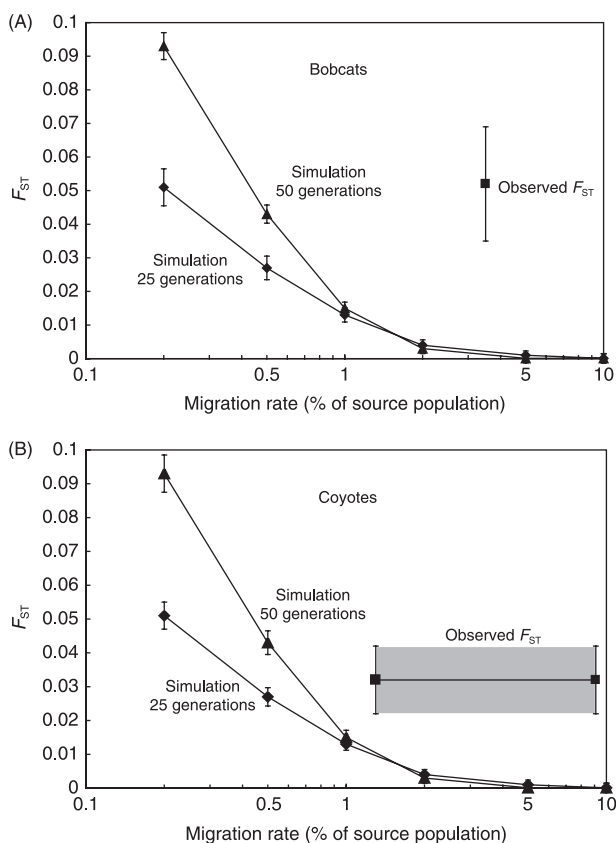 (A)
0.1
0.09
0.08
0.07
0.06
0.05
0.04
0.03
0.02
0.01
0
F_ST
Bobcats
Simulation
50 generations
Observed F_ST
Simulation
25 generations
0.1 0.5 1 5 10
Migration rate (% of source population)
(B)
0.1
0.09
0.08
0.07
0.06
0.05
0.04
0.03
0.02
0.01
0
F_ST
Coyotes
Simulation
50 generations
Observed F_ST
Simulation
25 generations
0.1 0.5 1 5 10
Migration rate (% of source population)